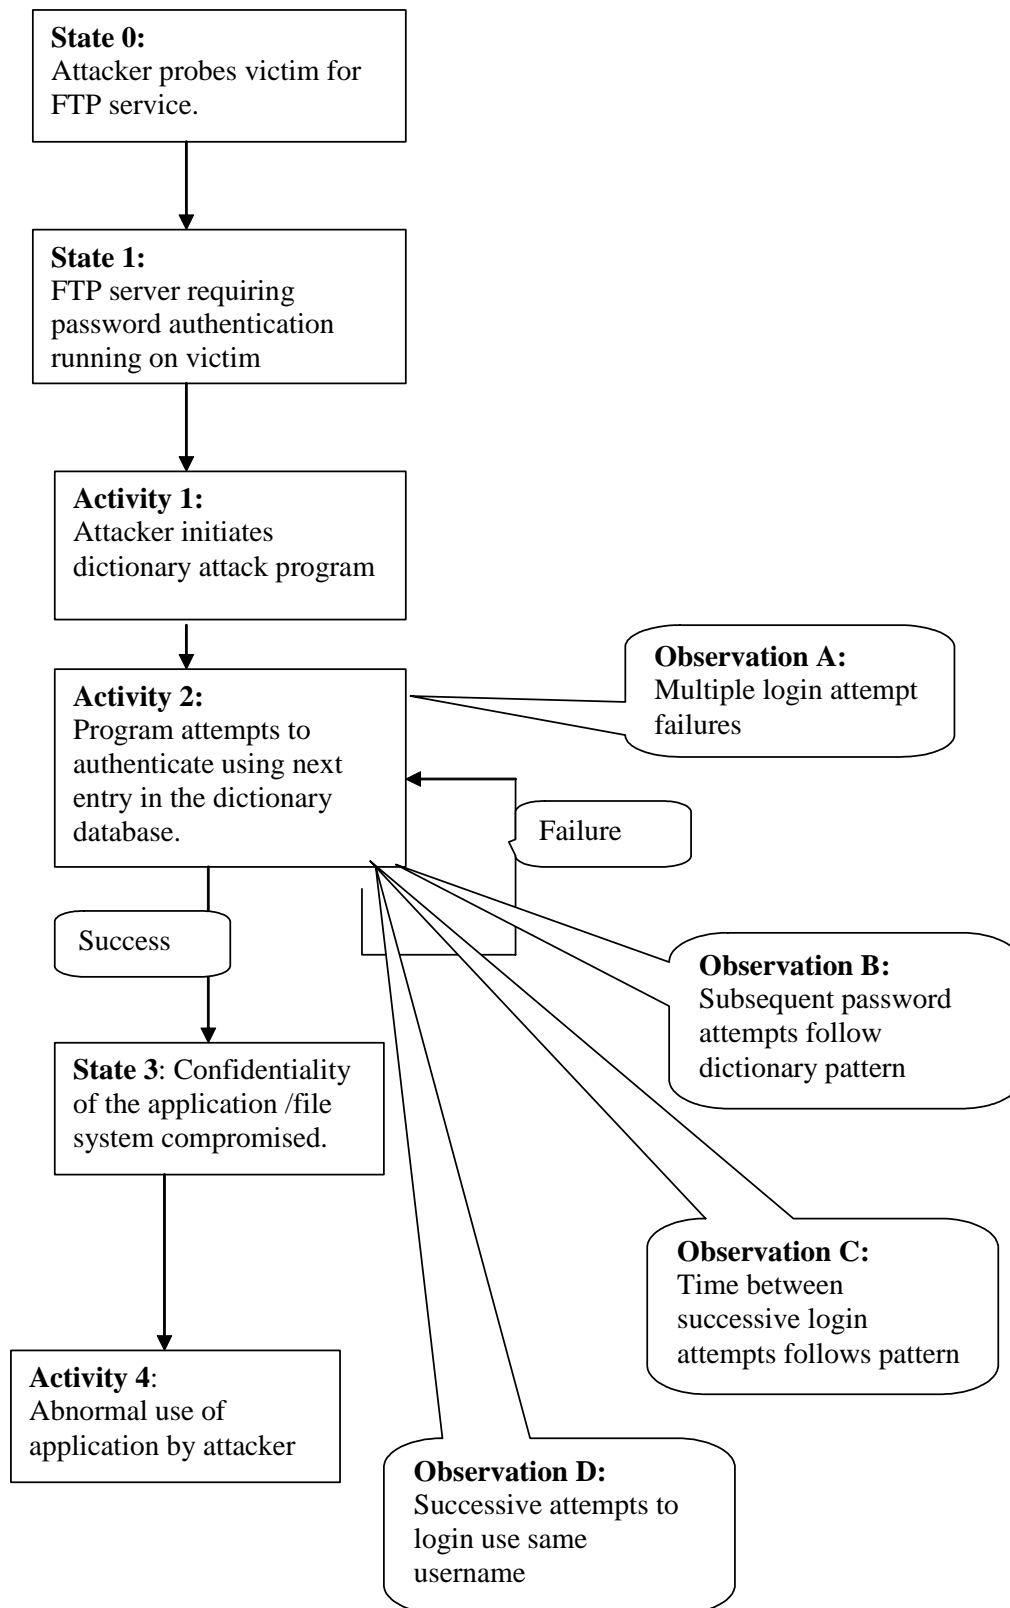 State 0:
Attacker probes victim for
FTP service.
State 1:
FTP server requiring
password authentication
running on victim
Activity 1:
Attacker initiates
dictionary attack program
Observation A:
Multiple login attempt
failures
Activity 2:
Program attempts to
authenticate using next
entry in the dictionary
database.
Failure
Success
Observation B:
Subsequent password
attempts follow
dictionary pattern
State 3: Confidentiality
of the application /file
system compromised.
Observation C:
Time between
successive login
attempts follows pattern
Activity 4:
Abnormal use of
application by attacker
Observation D:
Successive attempts to
login use same
username